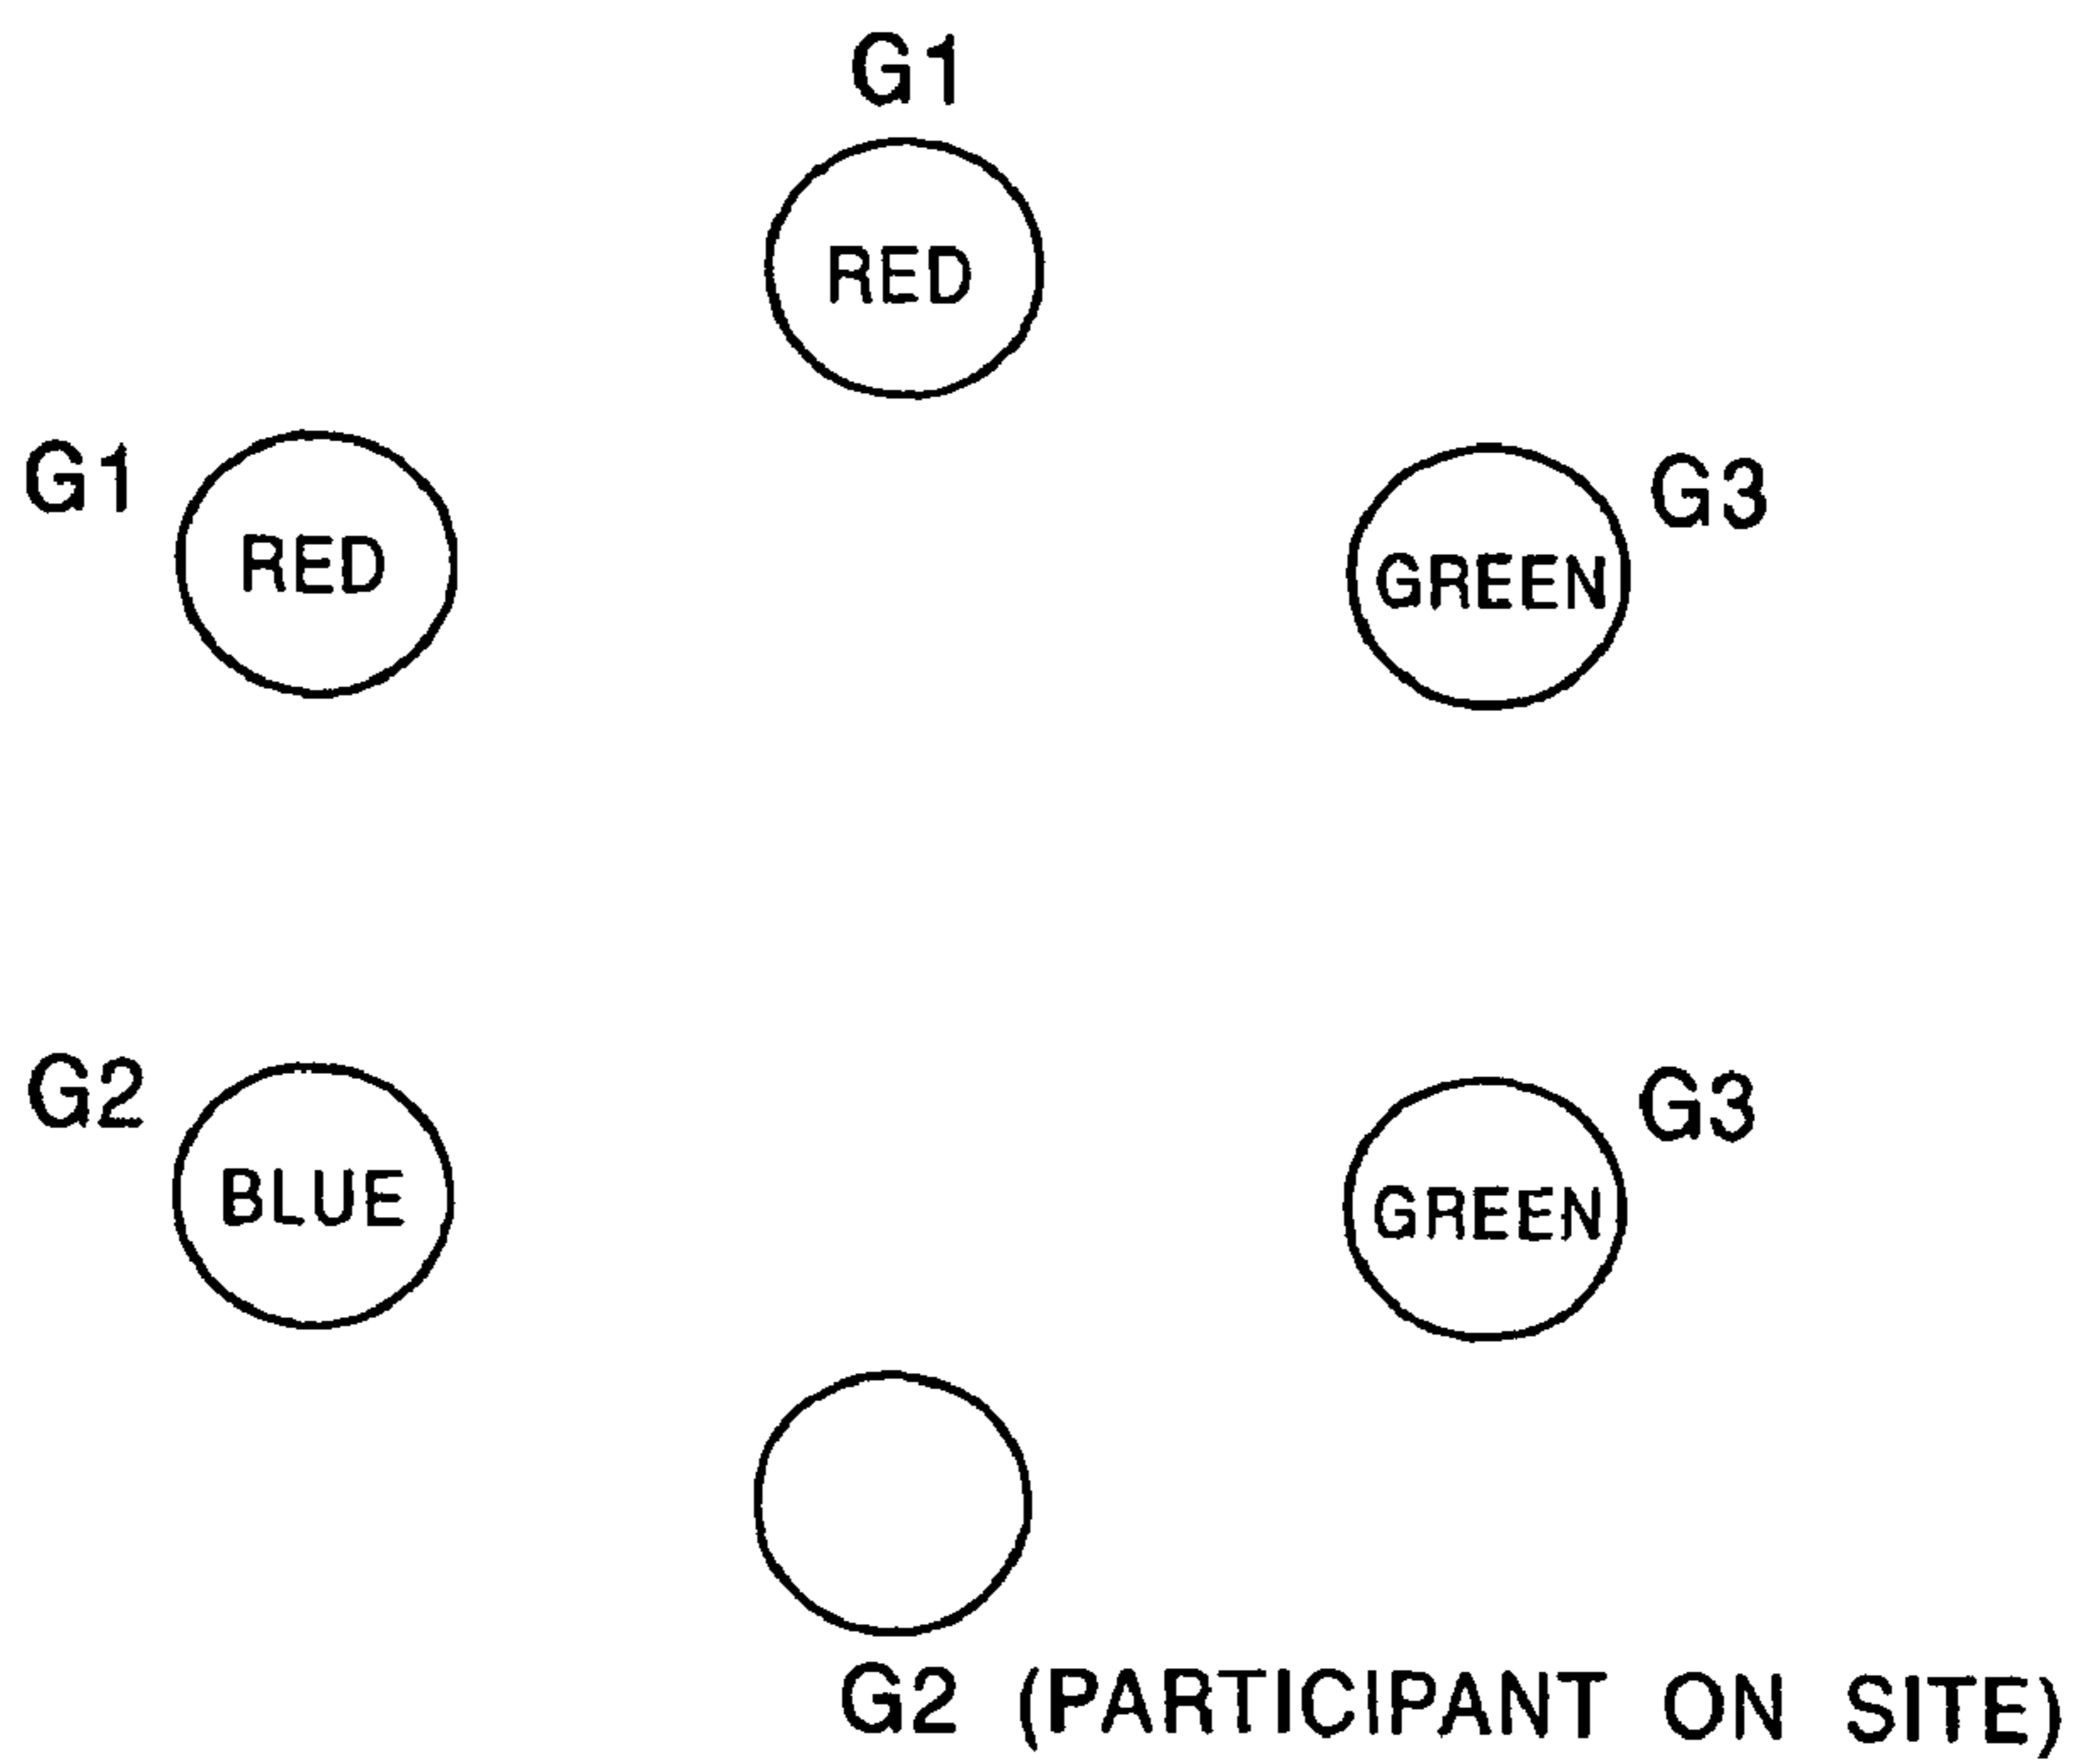 G1
RED
G1
RED
G3
GREEN
G2
BLUE
G3
GREEN
G2 (PARTICIPANT ON SITE)